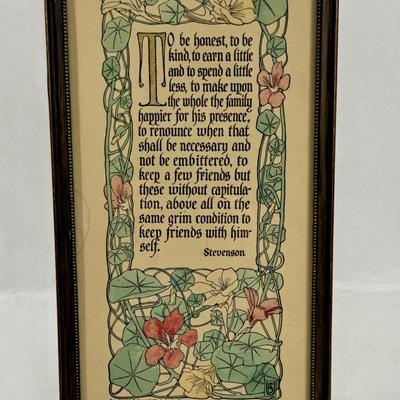 To be honest, to be
kind, to earn a little
and to spend a little
less, to make upon
the whole the family
happier for his presence,
to renounce when that
shall be necessary and
not be embittered, to
keep a few friends but
these without capitula-
tion, above all on the
same grim condition to
keep friends with him-
self.
Stevenson